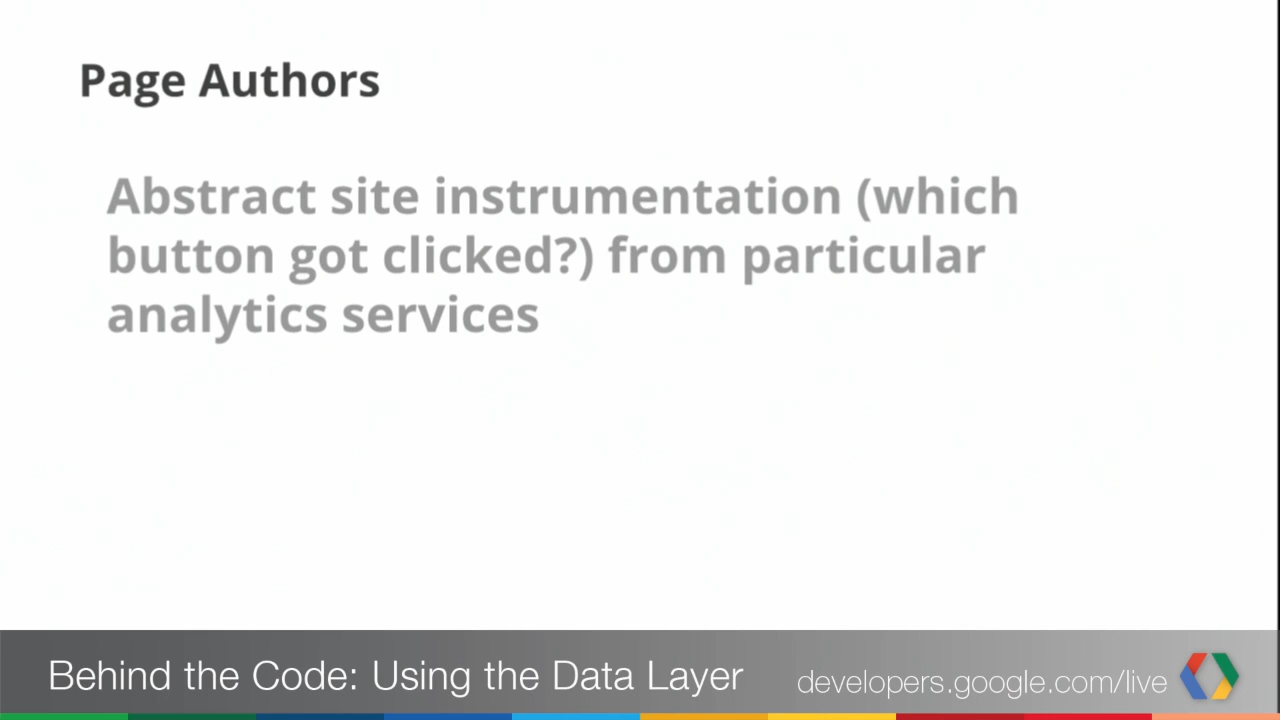 Page Authors
Abstract site instrumentation (which
button got clicked?) from particular
analytics services
Behind the Code: Using the Data Layer
developers.google.com/live